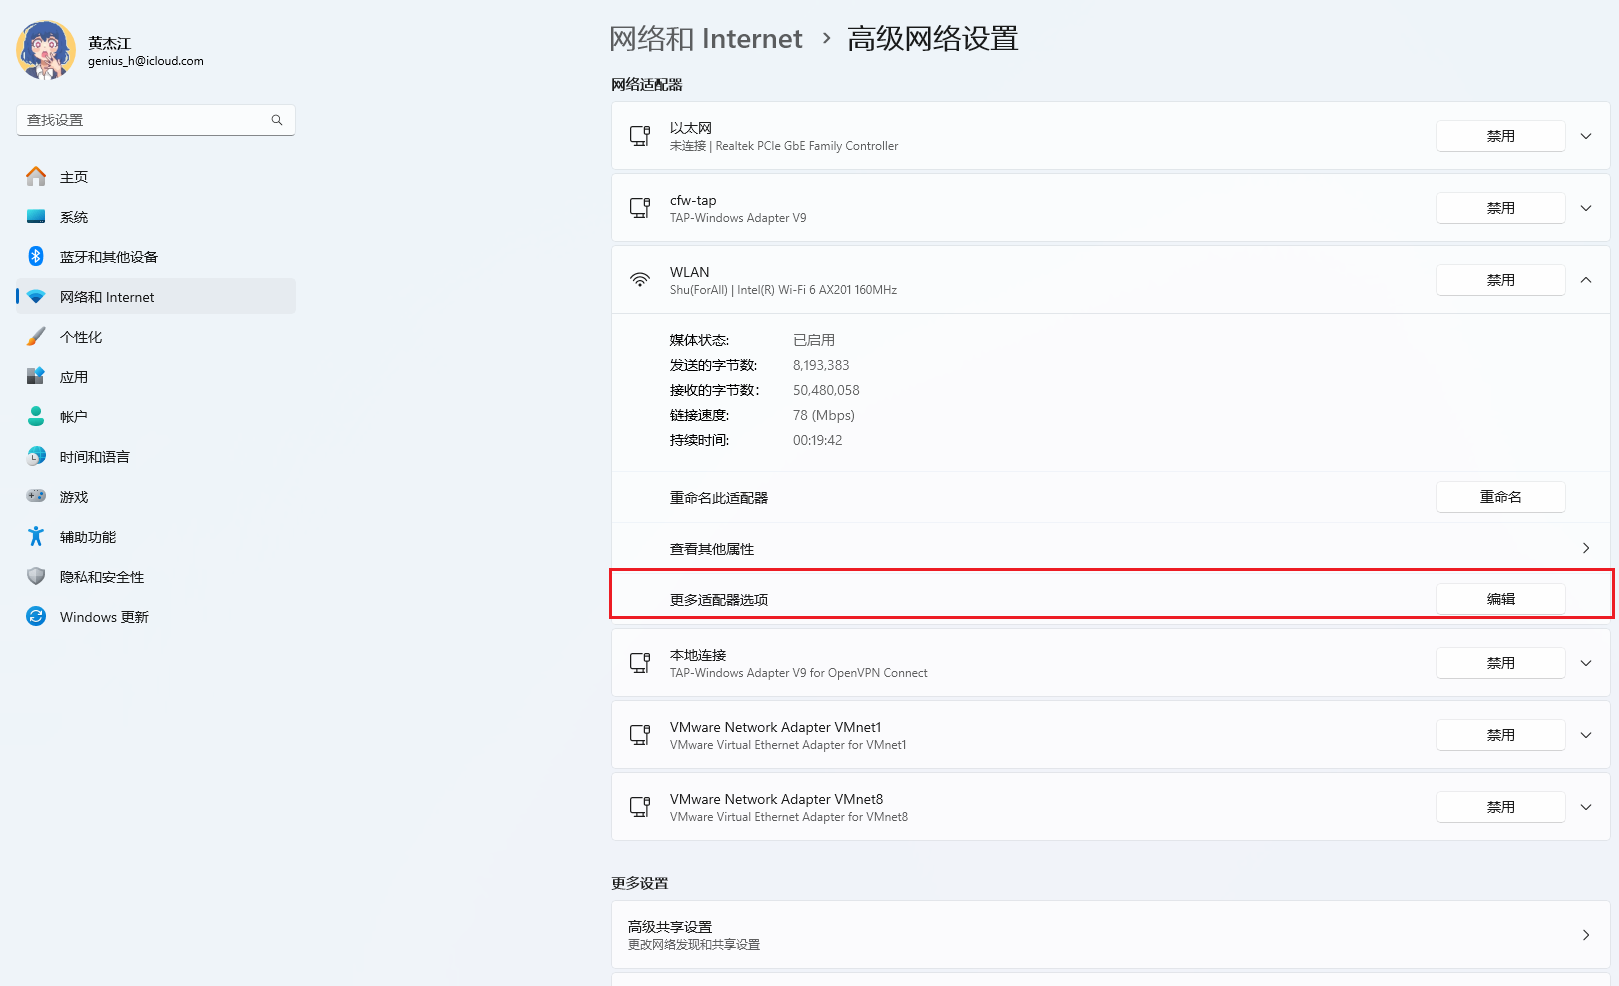 黄杰江
genius_h@icloud.com
查找设置
主页
系统
蓝牙和其他设备
网络和 Internet
个性化
应用
帐户
时间和语言
游戏
辅助功能
隐私和安全性
Windows 更新
网络和 Internet › 高级网络设置
网络适配器
以太网
未连接 | Realtek PCIe GbE Family Controller
禁用
cfw-tap
TAP-Windows Adapter V9
禁用
WLAN
Shu(ForAll) | Intel(R) Wi-Fi 6 AX201 160MHz
禁用
媒体状态: 已启用
发送的字节数: 8,193,383
接收的字节数: 50,480,058
链接速度: 78 (Mbps)
持续时间: 00:19:42
重命名此适配器 重命名
查看其他属性
更多适配器选项 编辑
本地连接
TAP-Windows Adapter V9 for OpenVPN Connect
禁用
VMware Network Adapter VMnet1
VMware Virtual Ethernet Adapter for VMnet1
禁用
VMware Network Adapter VMnet8
VMware Virtual Ethernet Adapter for VMnet8
禁用
更多设置
高级共享设置
更改网络发现和共享设置